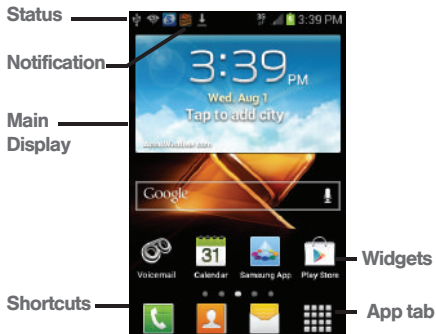 Status
3:39 PM
Notification
3:39 PM
Wed. Aug 1
Tap to add city
Main
Display
Google
31
Voicemail
Calendar
Samsung App
Play Store
Widgets
Shortcuts
App tab